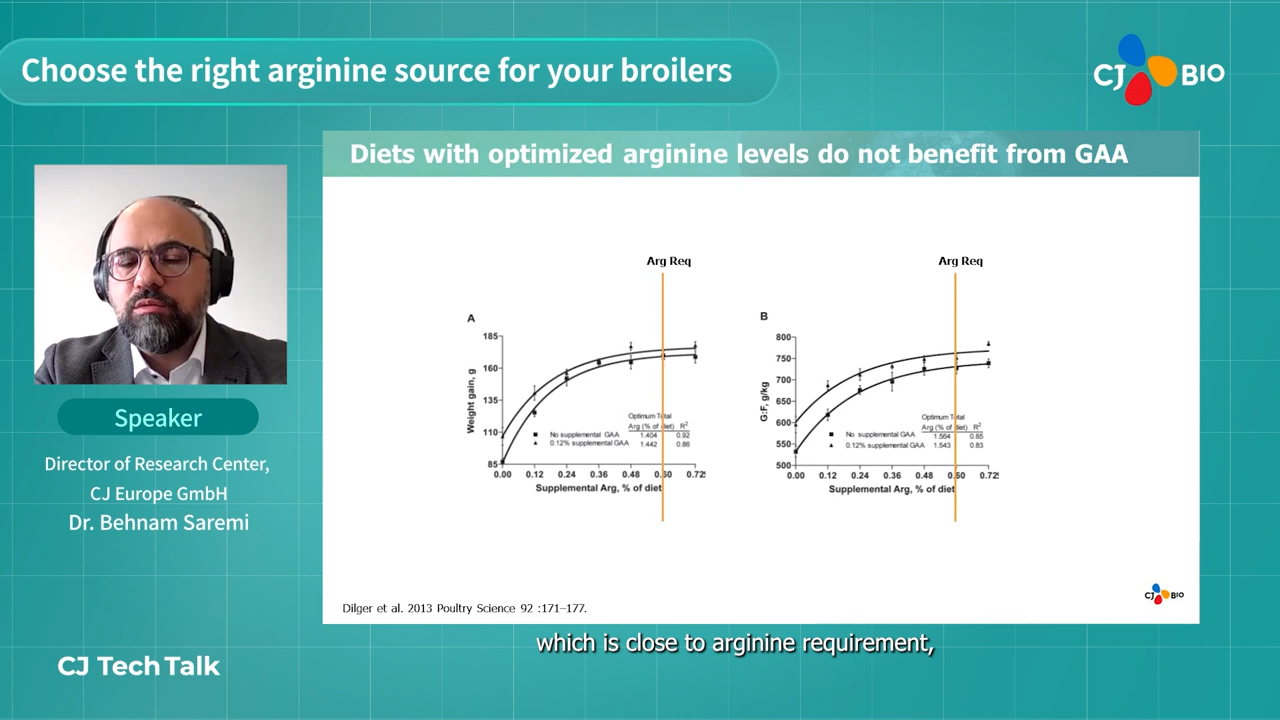 Choose the right arginine source for your broilers
CJ BIO
Diets with optimized arginine levels do not benefit from GAA
Speaker
Director of Research Center,
CJ Europe GmbH
Dr. Behnam Saremi
CJ Tech Talk
Arg Req
A
Weight gain, g
185
160
135
110
85
0.00 0.12 0.24 0.36 0.48 0.60 0.72
Supplemental Arg, % of diet
Optimum Total
Arg (% of diet) R²
No supplemental GAA 1.404 0.92
0.12% supplemental GAA 1.442 0.86
Arg Req
B
G:F, g/kg
800
750
700
650
600
550
500
0.00 0.12 0.24 0.36 0.48 0.60 0.72
Supplemental Arg, % of diet
Optimum Total
Arg (% of diet) R²
No supplemental GAA 1.564 0.85
0.12% supplemental GAA 1.543 0.83
Dilger et al. 2013 Poultry Science 92 :171–177.
CJ BIO
which is close to arginine requirement,